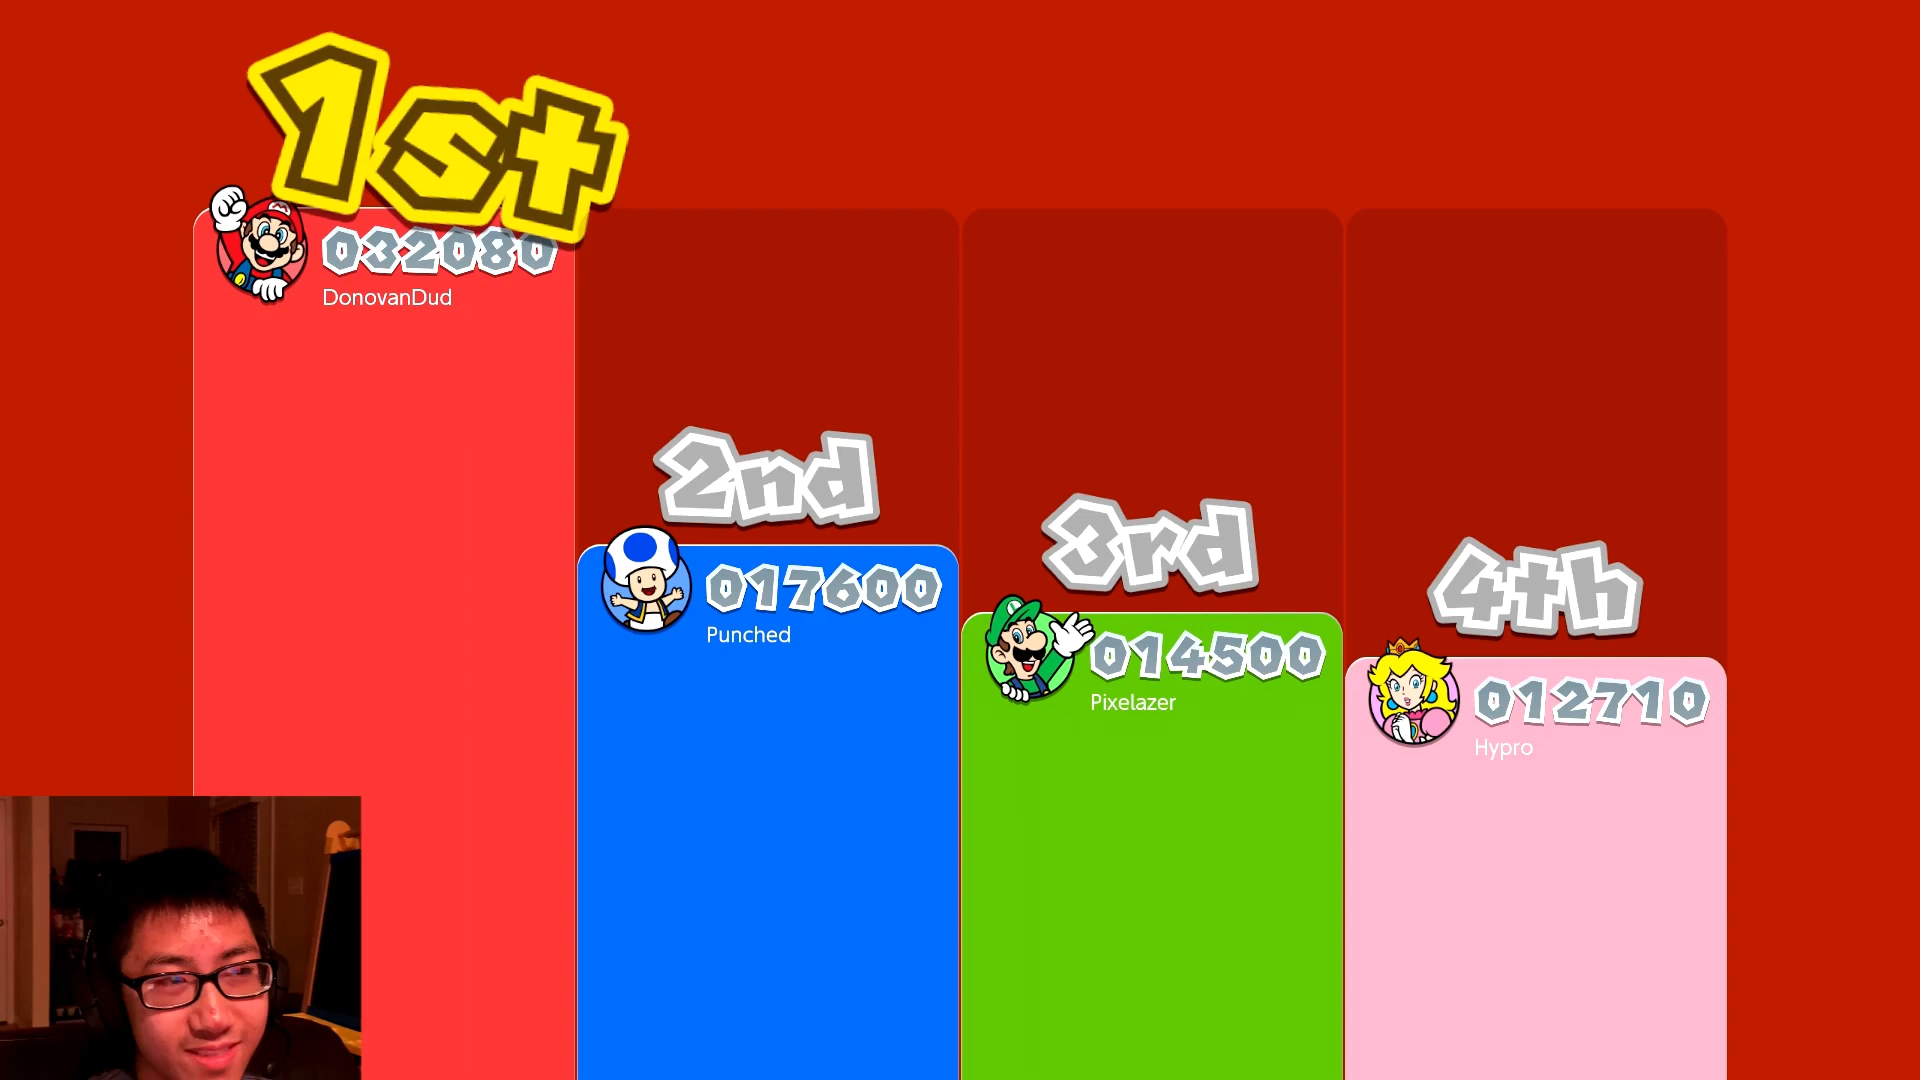 1st
032080
DonovanDud
2nd
017600
Punched
3rd
014500
Pixelazer
4th
012710
Hypro